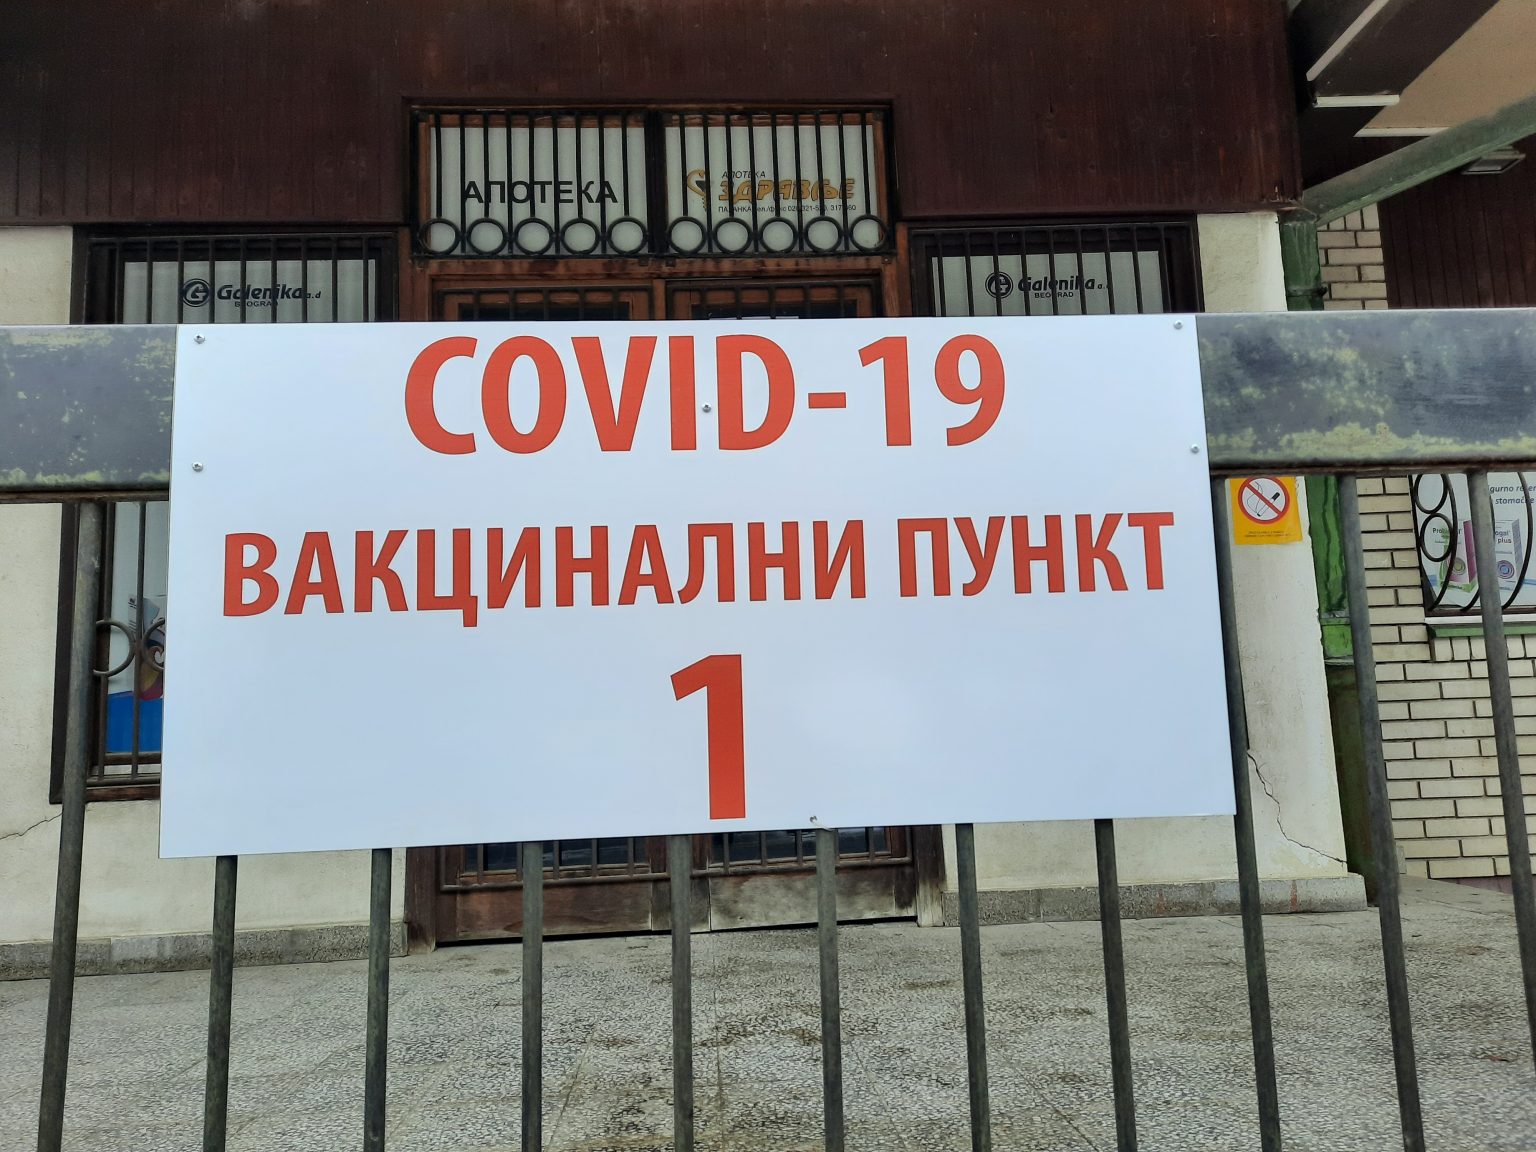 АПОТЕКА
АПОТЕКА
ЗДРАВЉЕ
Galenika a.d
BEOGRAD
Galenika a.d
BEOGRAD
COVID-19
ВАКЦИНАЛНИ ПУНКТ
1